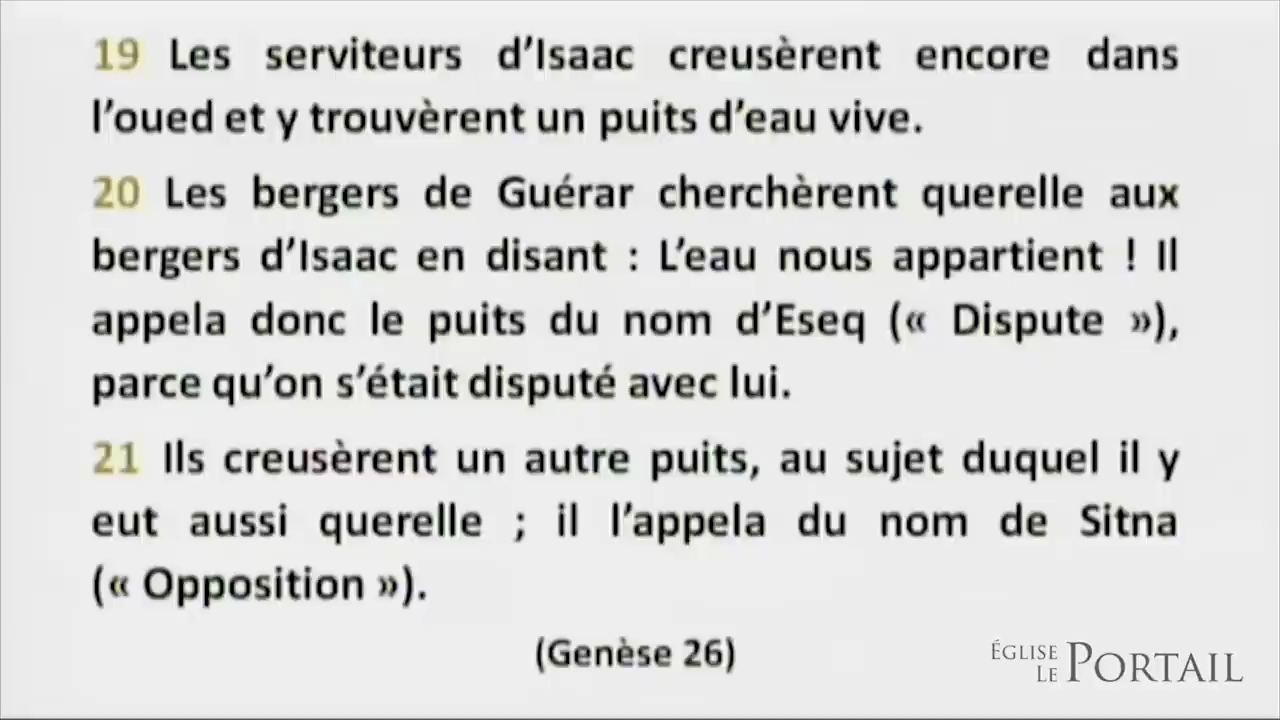 19 Les serviteurs d’Isaac creusèrent encore dans
l’oued et y trouvèrent un puits d’eau vive.
20 Les bergers de Guérar cherchèrent querelle aux
bergers d’Isaac en disant : L’eau nous appartient ! Il
appela donc le puits du nom d’Eseq (« Dispute »),
parce qu’on s’était disputé avec lui.
21 Ils creusèrent un autre puits, au sujet duquel il y
eut aussi querelle ; il l’appela du nom de Sitna
(« Opposition »).
(Genèse 26)
ÉGLISE
LE PORTAIL